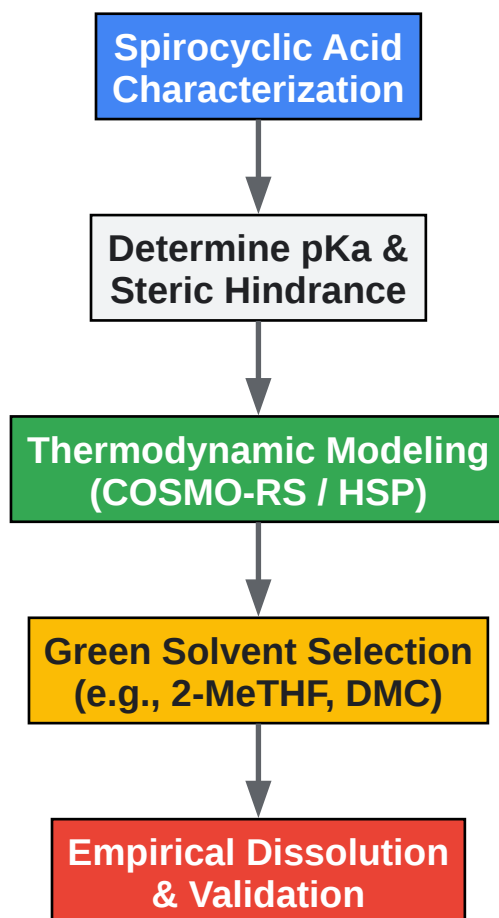 Spirocyclic Acid
Characterization
Determine pKa &
Steric Hindrance
Thermodynamic Modeling
(COSMO-RS / HSP)
Green Solvent Selection
(e.g., 2-MeTHF, DMC)
Empirical Dissolution
& Validation